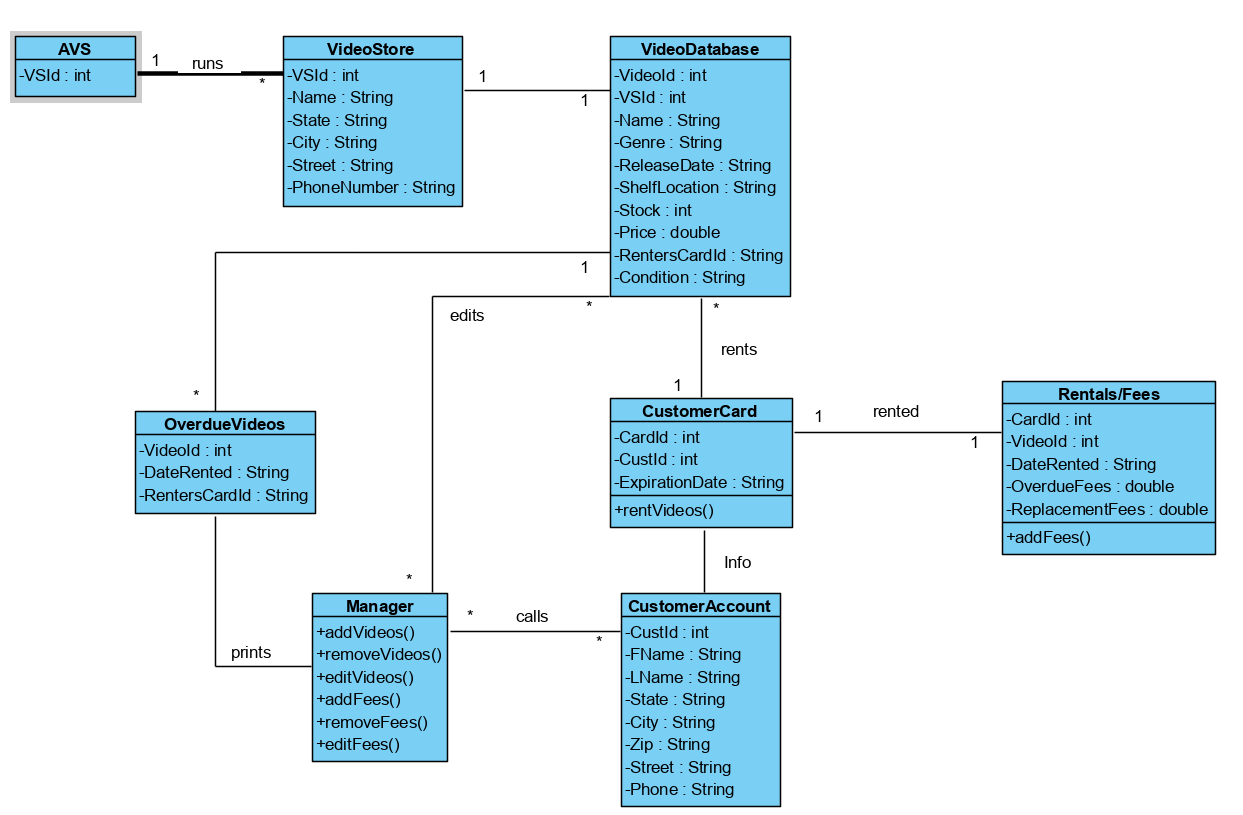 AVS
-VSId : int
1
runs
*
VideoStore
-VSId : int
-Name : String
-State : String
-City : String
-Street : String
-PhoneNumber : String
1
1
VideoDatabase
-VideoId : int
-VSId : int
-Name : String
-Genre : String
-ReleaseDate : String
-ShelfLocation : String
-Stock : int
-Price : double
-RentersCardId : String
-Condition : String
1
*
edits
*
*
rents
1
*
OverdueVideos
-VideoId : int
-DateRented : String
-RentersCardId : String
CustomerCard
-CardId : int
-CustId : int
-ExpirationDate : String
+rentVideos()
1
rented
1
Rentals/Fees
-CardId : int
-VideoId : int
-DateRented : String
-OverdueFees : double
-ReplacementFees : double
+addFees()
Info
prints
Manager
+addVideos()
+removeVideos()
+editVideos()
+addFees()
+removeFees()
+editFees()
*
calls
*
CustomerAccount
-CustId : int
-FName : String
-LName : String
-State : String
-City : String
-Zip : String
-Street : String
-Phone : String